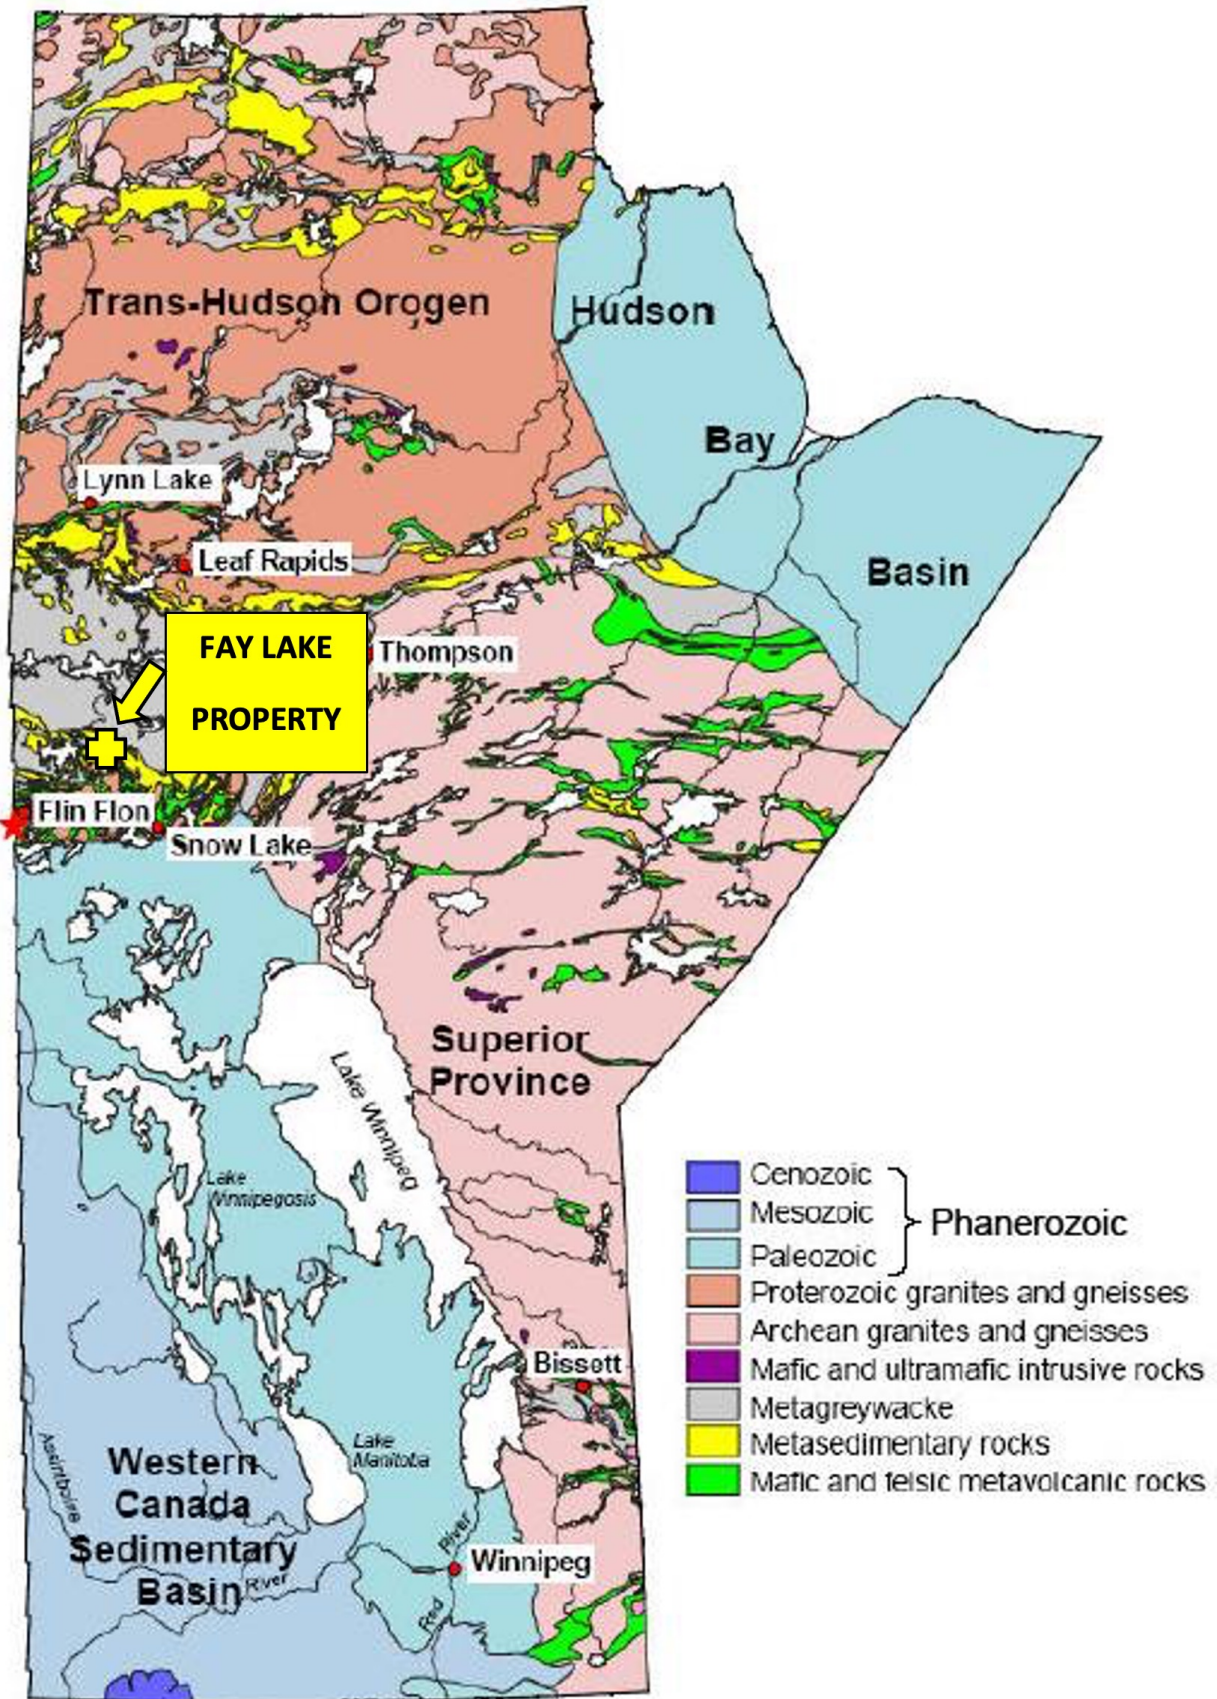 Trans-Hudson Orogen
Hudson
Bay
Basin
Lynn Lake
Leaf Rapids
FAY LAKE
PROPERTY
Thompson
Flin Flon
Snow Lake
Superior
Province
Lake Winnipeg
Lake
Winnipegosis
Cenozoic
Mesozoic
Paleozoic
Phanerozoic
Proterozoic granites and gneisses
Archean granites and gneisses
Mafic and ultramafic intrusive rocks
Metagreywacke
Metasedimentary rocks
Mafic and felsic metavolcanic rocks
Bissett
Lake
Manitoba
Assiniboine
River
Western
Canada
Sedimentary
Basin
Red
River
Winnipeg